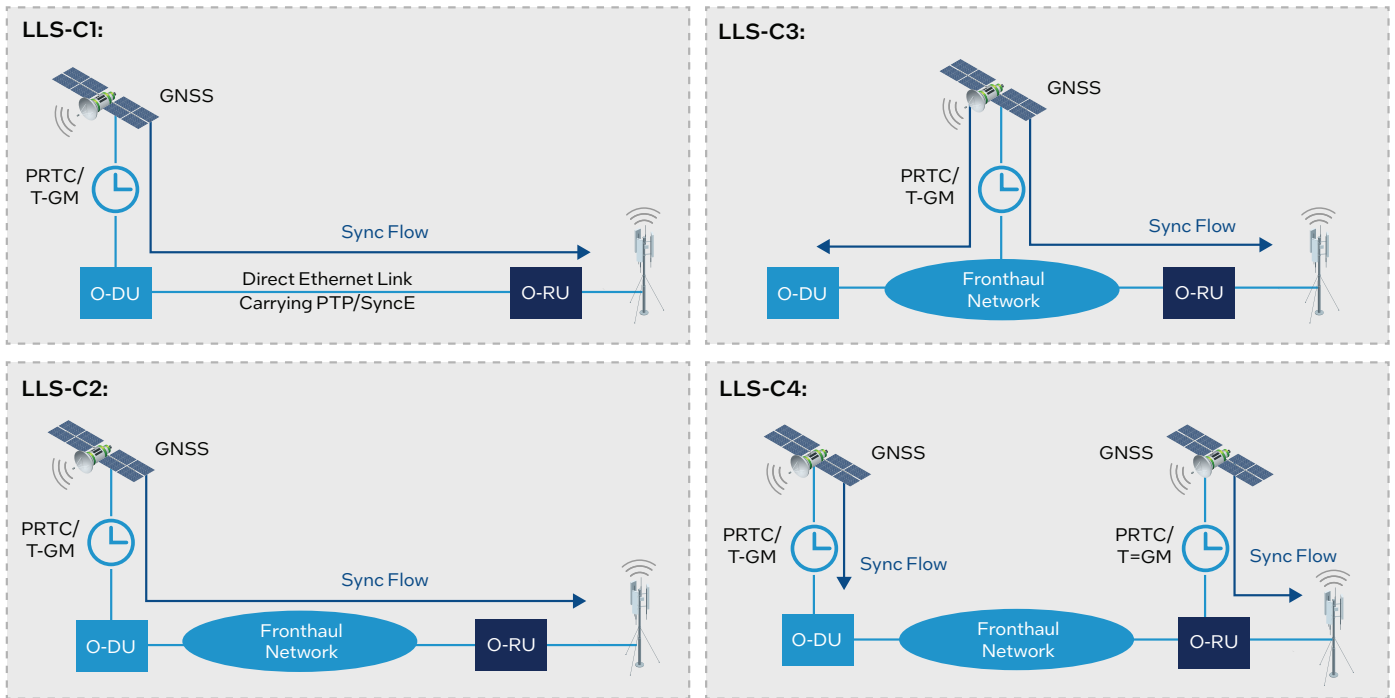 LLS-C1:
GNSS
PRTC/
T-GM
Sync Flow
O-DU
Direct Ethernet Link
Carrying PTP/SyncE
O-RU
LLS-C3:
GNSS
PRTC/
T-GM
Sync Flow
O-DU
Fronthaul
Network
O-RU
LLS-C2:
GNSS
PRTC/
T-GM
Sync Flow
O-DU
Fronthaul
Network
O-RU
LLS-C4:
GNSS
PRTC/
T-GM
Sync Flow
GNSS
PRTC/
T=GM
Sync Flow
O-DU
Fronthaul
Network
O-RU